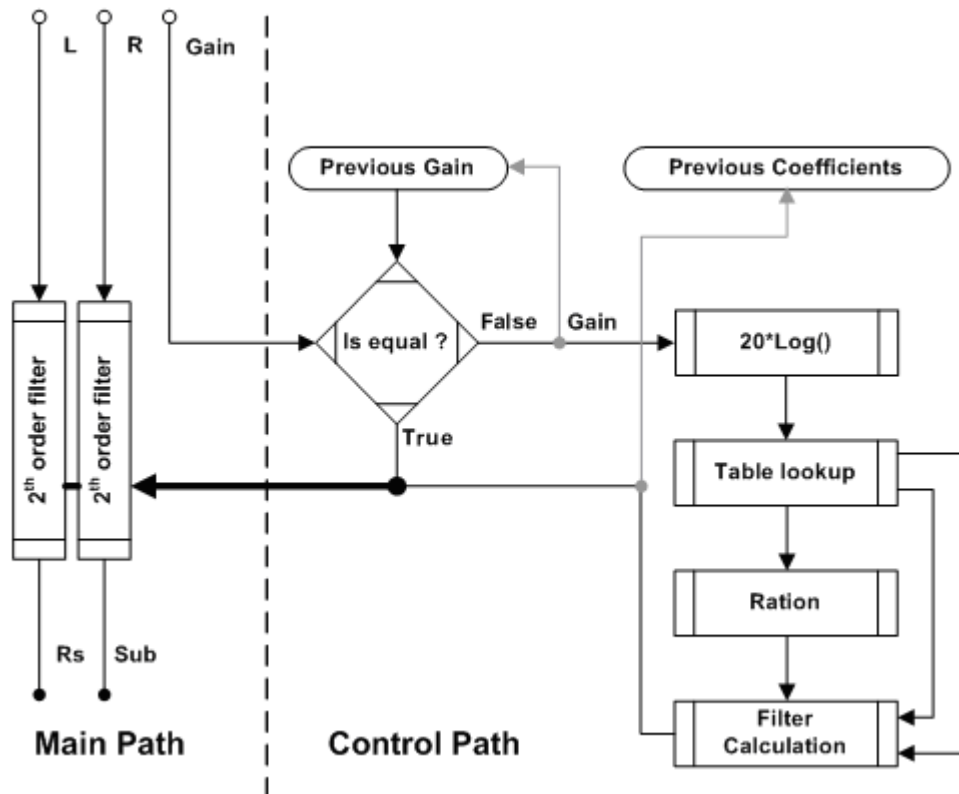 L
R
Gain
Previous Gain
Previous Coefficients
Is equal ?
False
Gain
20*Log()
2th order filter
2th order filter
True
Table lookup
Ration
Rs
Sub
Filter
Calculation
Main Path
Control Path